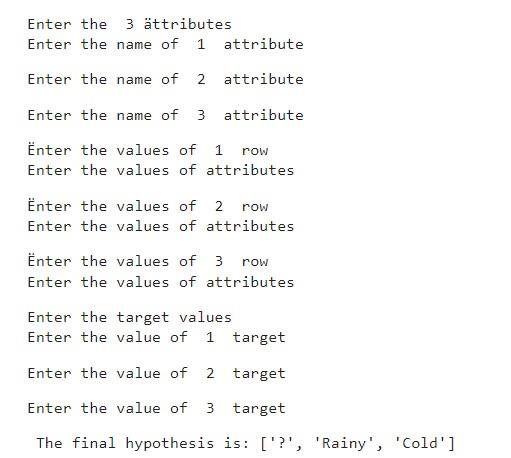 Enter the  3 ättributes
Enter the name of  1  attribute
Enter the name of  2  attribute
Enter the name of  3  attribute
Ënter the values of  1  row
Enter the values of attributes
Ënter the values of  2  row
Enter the values of attributes
Ënter the values of  3  row
Enter the values of attributes
Enter the target values
Enter the value of  1  target
Enter the value of  2  target
Enter the value of  3  target
The final hypothesis is: ['?', 'Rainy', 'Cold']